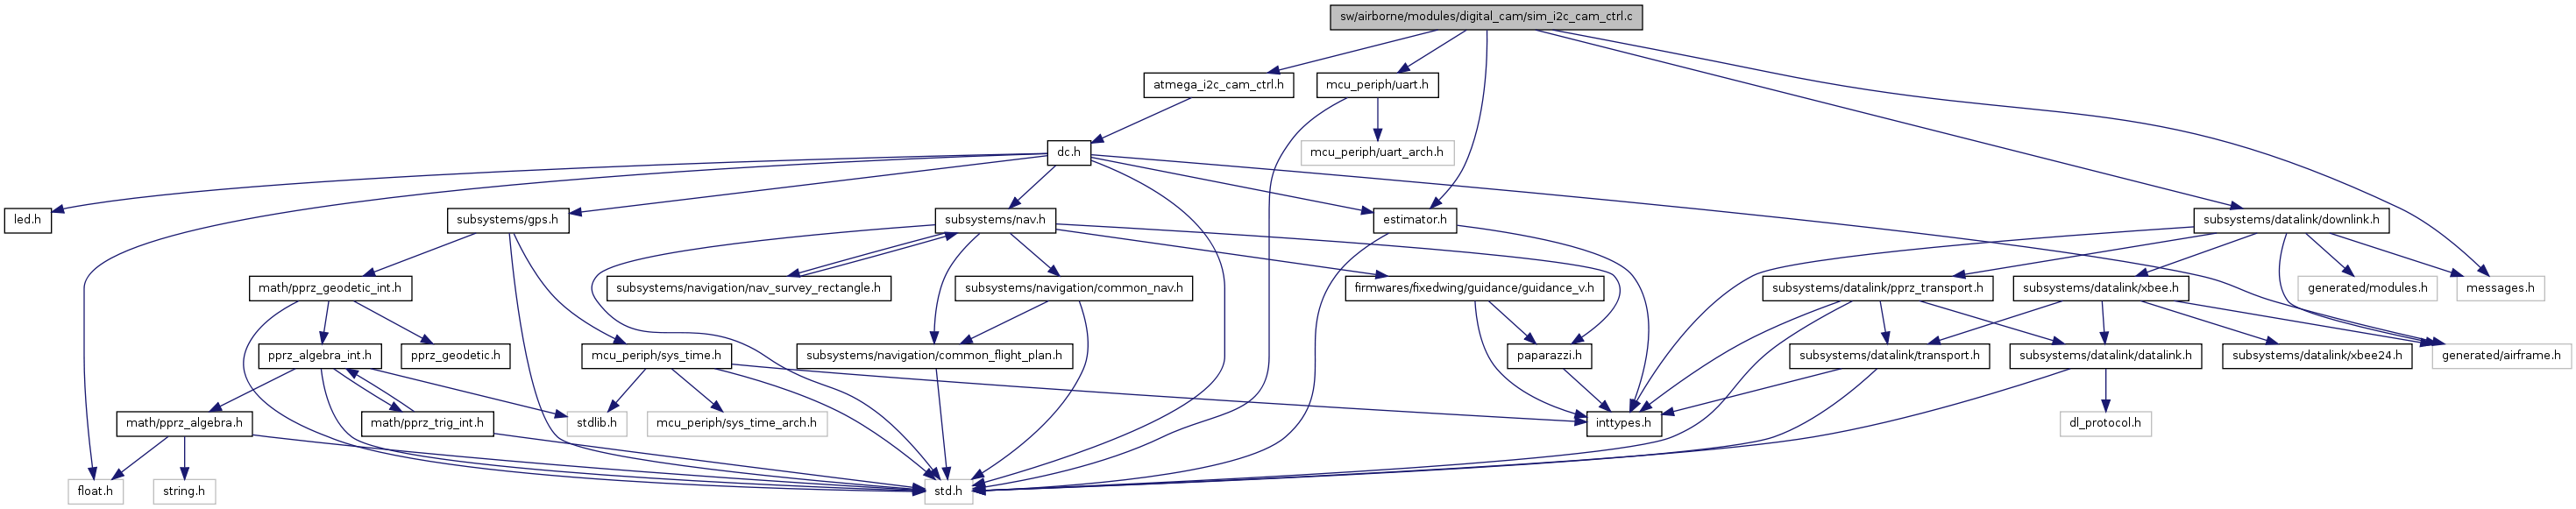 sw/airborne/modules/digital_cam/sim_i2c_cam_ctrl.c
atmega_i2c_cam_ctrl.h
mcu_periph/uart.h
dc.h
mcu_periph/uart_arch.h
led.h
subsystems/gps.h
subsystems/nav.h
estimator.h
subsystems/datalink/downlink.h
math/pprz_geodetic_int.h
subsystems/navigation/nav_survey_rectangle.h
subsystems/navigation/common_nav.h
firmwares/fixedwing/guidance/guidance_v.h
subsystems/datalink/pprz_transport.h
subsystems/datalink/xbee.h
generated/modules.h
messages.h
pprz_algebra_int.h
pprz_geodetic.h
mcu_periph/sys_time.h
subsystems/navigation/common_flight_plan.h
paparazzi.h
subsystems/datalink/transport.h
subsystems/datalink/datalink.h
subsystems/datalink/xbee24.h
generated/airframe.h
math/pprz_algebra.h
math/pprz_trig_int.h
stdlib.h
mcu_periph/sys_time_arch.h
inttypes.h
dl_protocol.h
float.h
string.h
std.h